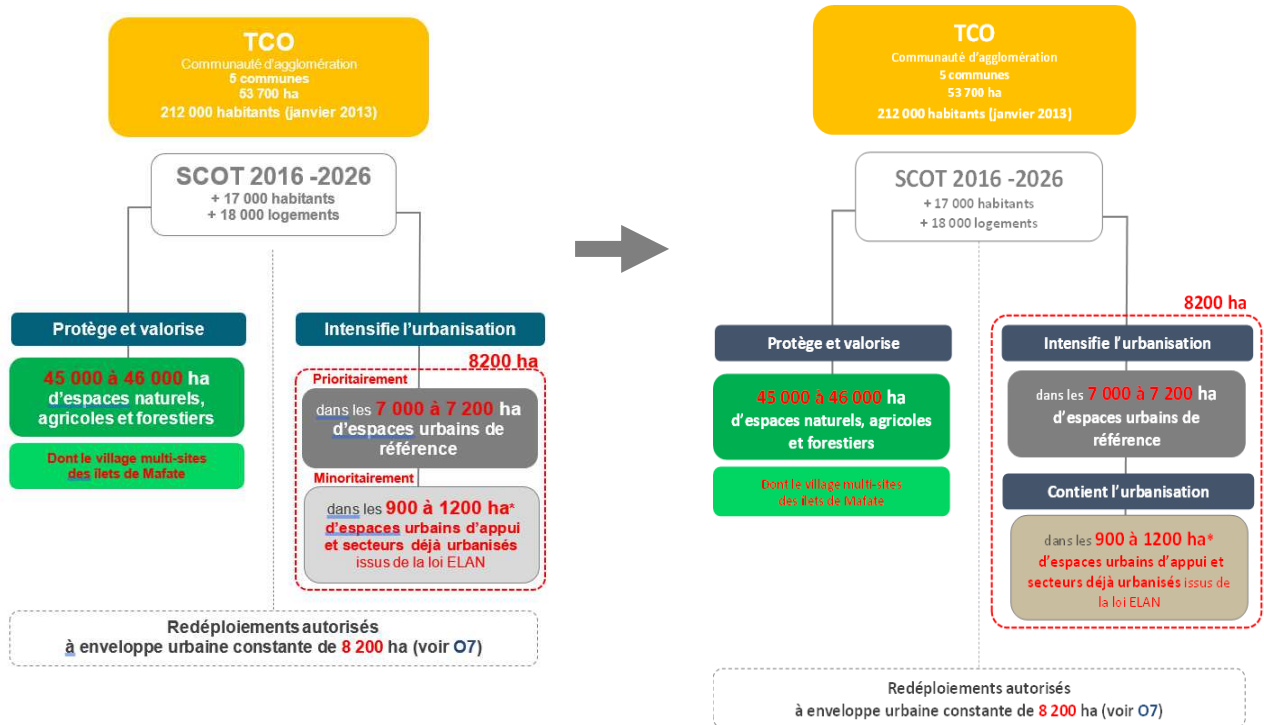 TCO
Communauté d'agglomération
5 communes
53 700 ha
212 000 habitants (janvier 2013)
SCOT 2016 -2026
+ 17 000 habitants
+ 18 000 logements
Protège et valorise
45 000 à 46 000 ha
d'espaces naturels,
agricoles et forestiers
Dont le village multi-sites
des îlets de Mafate
Intensifie l'urbanisation
8200 ha
Prioritairement
dans les 7 000 à 7 200 ha
d'espaces urbains de
référence
Minoritairement
dans les 900 à 1200 ha*
d'espaces urbains d'appui
et secteurs déjà urbanisés
issus de la loi ELAN
Redéploiements autorisés
à enveloppe urbaine constante de 8 200 ha (voir O7)
TCO
Communauté d'agglomération
5 communes
53 700 ha
212 000 habitants (janvier 2013)
SCOT 2016 -2026
+ 17 000 habitants
+ 18 000 logements
Protège et valorise
45 000 à 46 000 ha
d'espaces naturels, agricoles
et forestiers
Dont le village multi-sites
des îlets de Mafate
8200 ha
Intensifie l'urbanisation
dans les 7 000 à 7 200 ha
d'espaces urbains de
référence
Contient l'urbanisation
dans les 900 à 1200 ha*
d'espaces urbains d'appui et
secteurs déjà urbanisés issus de
la loi ELAN
Redéploiements autorisés
à enveloppe urbaine constante de 8 200 ha (voir O7)